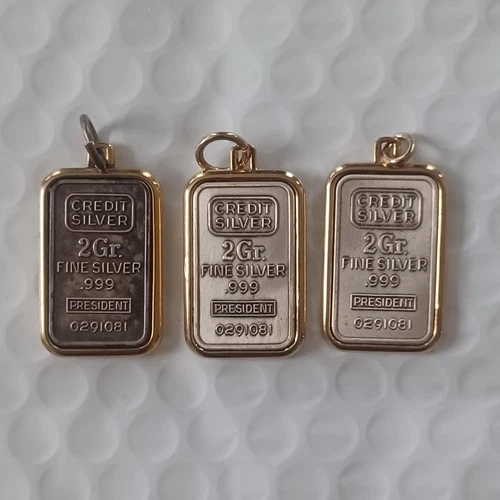 CREDIT
SILVER
2Gr.
FINE SILVER
.999
PRESIDENT
0291081
CREDIT
SILVER
2Gr.
FINE SILVER
.999
PRESIDENT
0291081
CREDIT
SILVER
2Gr.
FINE SILVER
.999
PRESIDENT
0291081